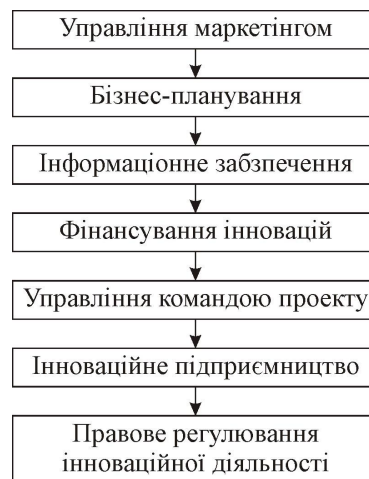 Управління маркетінгом
Бізнес-планування
Інформаціонне забзпечення
Фінансування інновацій
Управління командою проекту
Інноваційне підприємництво
Правове регулювання
інноваційної діяльності